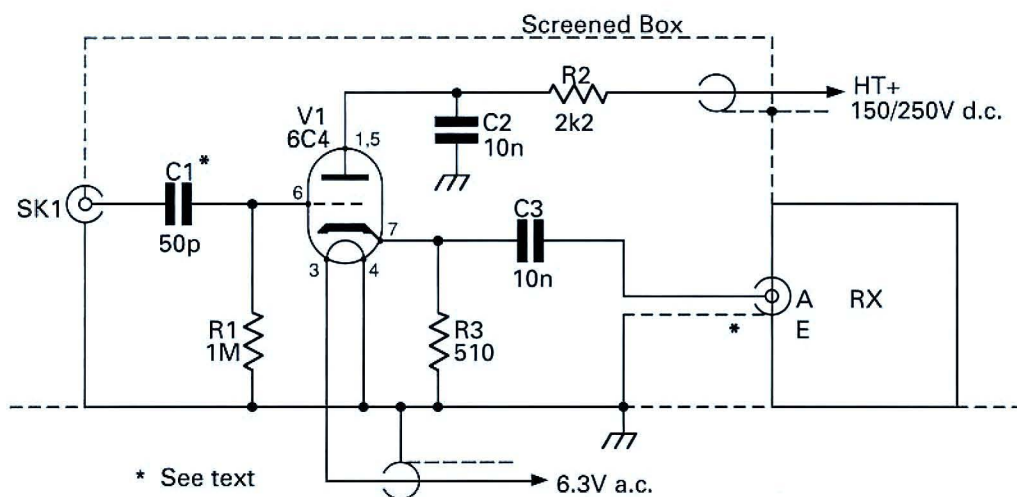 Screened Box
R2
2k2
HT+
150/250V d.c.
V1
6C4
1,5
C2
10n
C1*
50p
SK1
6
7
3
4
C3
10n
R1
1M
R3
510
A
E
RX
*
* See text
6.3V a.c.